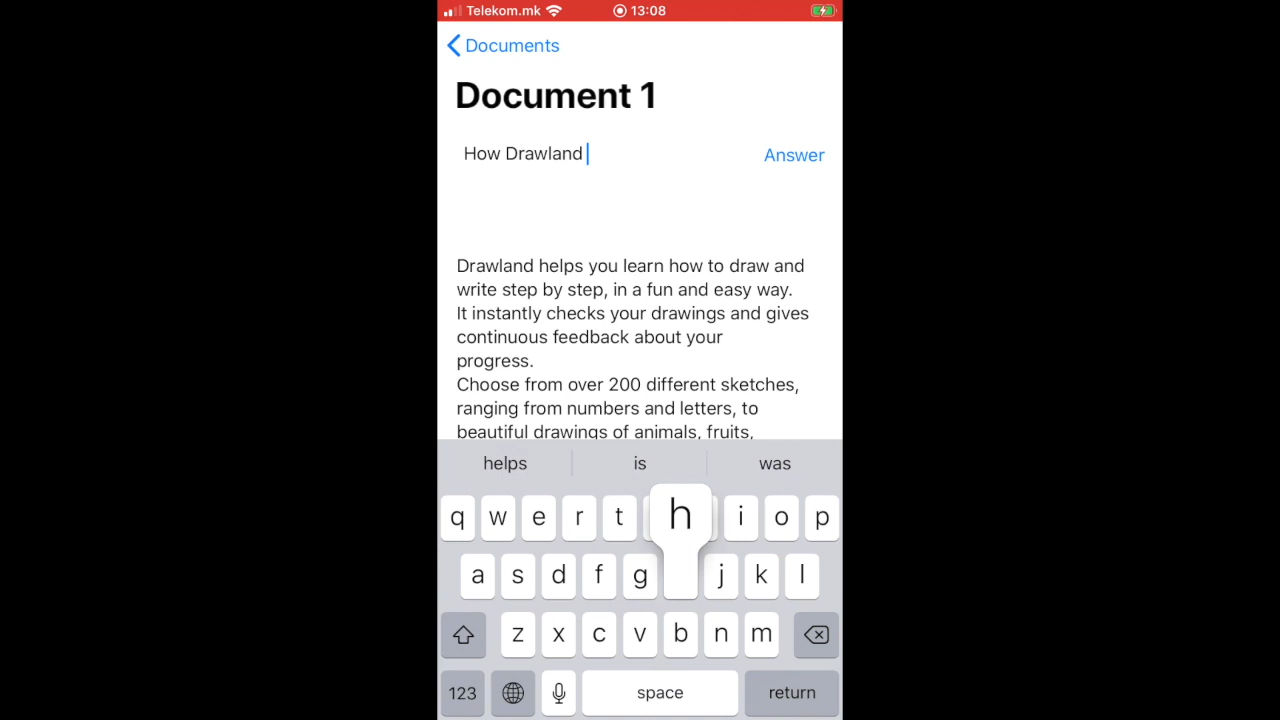 Telekom.mk 13:08
Documents
Document 1
How Drawland
Answer
Drawland helps you learn how to draw and
write step by step, in a fun and easy way.
It instantly checks your drawings and gives
continuous feedback about your
progress.
Choose from over 200 different sketches,
ranging from numbers and letters, to
beautiful drawings of animals, fruits,
helps is was
q w e r t h i o p
a s d f g j k l
z x c v b n m
123 space return